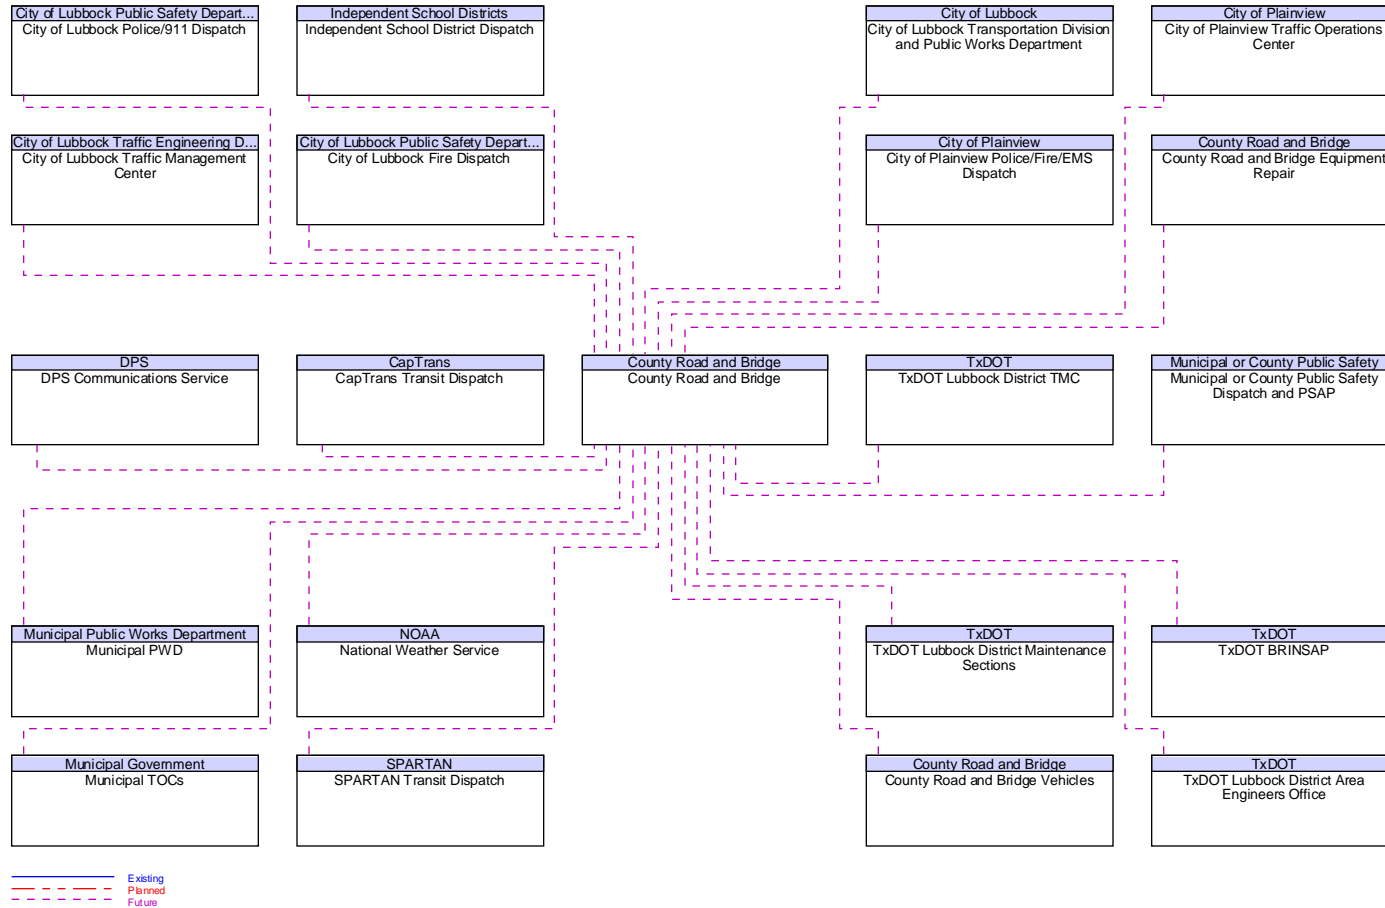 City of Lubbock Public Safety Depart...
City of Lubbock Police/911 Dispatch
Independent School Districts
Independent School District Dispatch
City of Lubbock
City of Lubbock Transportation Division
and Public Works Department
City of Plainview
City of Plainview Traffic Operations
Center
City of Lubbock Traffic Engineering D...
City of Lubbock Traffic Management
Center
City of Lubbock Public Safety Depart...
City of Lubbock Fire Dispatch
City of Plainview
City of Plainview Police/Fire/EMS
Dispatch
County Road and Bridge
County Road and Bridge Equipment
Repair
DPS
DPS Communications Service
CapTrans
CapTrans Transit Dispatch
County Road and Bridge
County Road and Bridge
TxDOT
TxDOT Lubbock District TMC
Municipal or County Public Safety
Municipal or County Public Safety
Dispatch and PSAP
Municipal Public Works Department
Municipal PWD
NOAA
National Weather Service
TxDOT
TxDOT Lubbock District Maintenance
Sections
TxDOT
TxDOT BRINSAP
Municipal Government
Municipal TOCs
SPARTAN
SPARTAN Transit Dispatch
County Road and Bridge
County Road and Bridge Vehicles
TxDOT
TxDOT Lubbock District Area
Engineers Office
Existing
Planned
Future